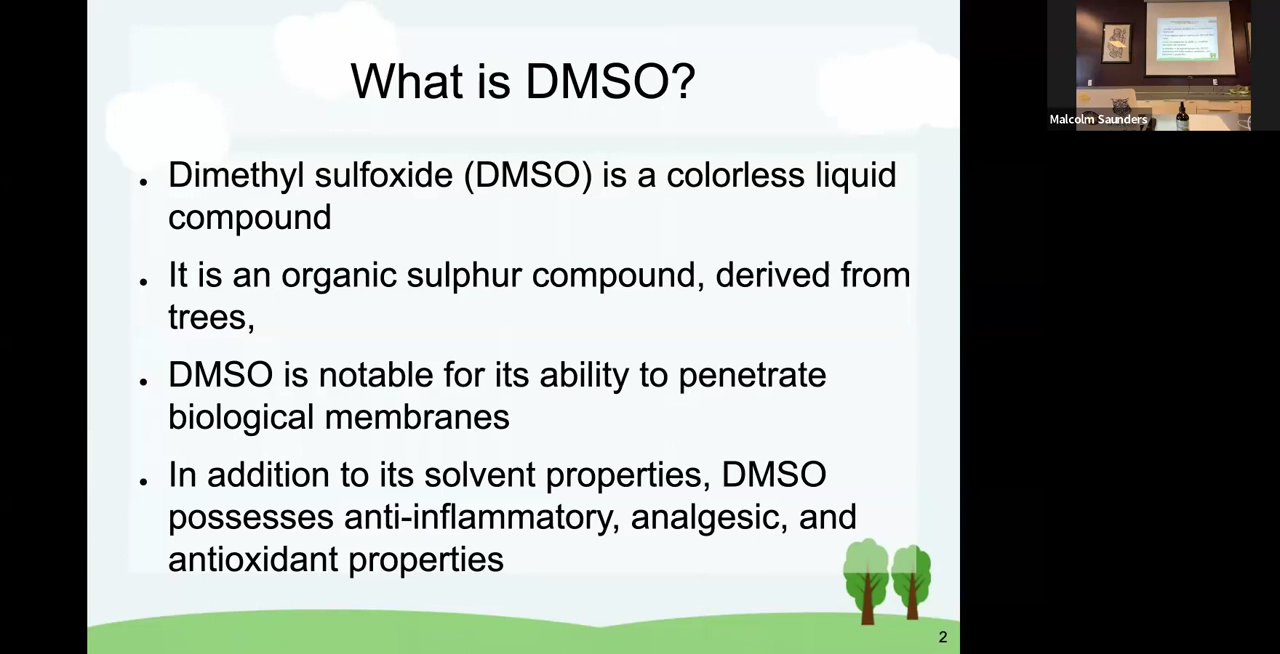 What is DMSO?
• Dimethyl sulfoxide (DMSO) is a colorless liquid
compound
• It is an organic sulphur compound, derived from
trees,
• DMSO is notable for its ability to penetrate
biological membranes
• In addition to its solvent properties, DMSO
possesses anti-inflammatory, analgesic, and
antioxidant properties
2
Malcolm Saunders